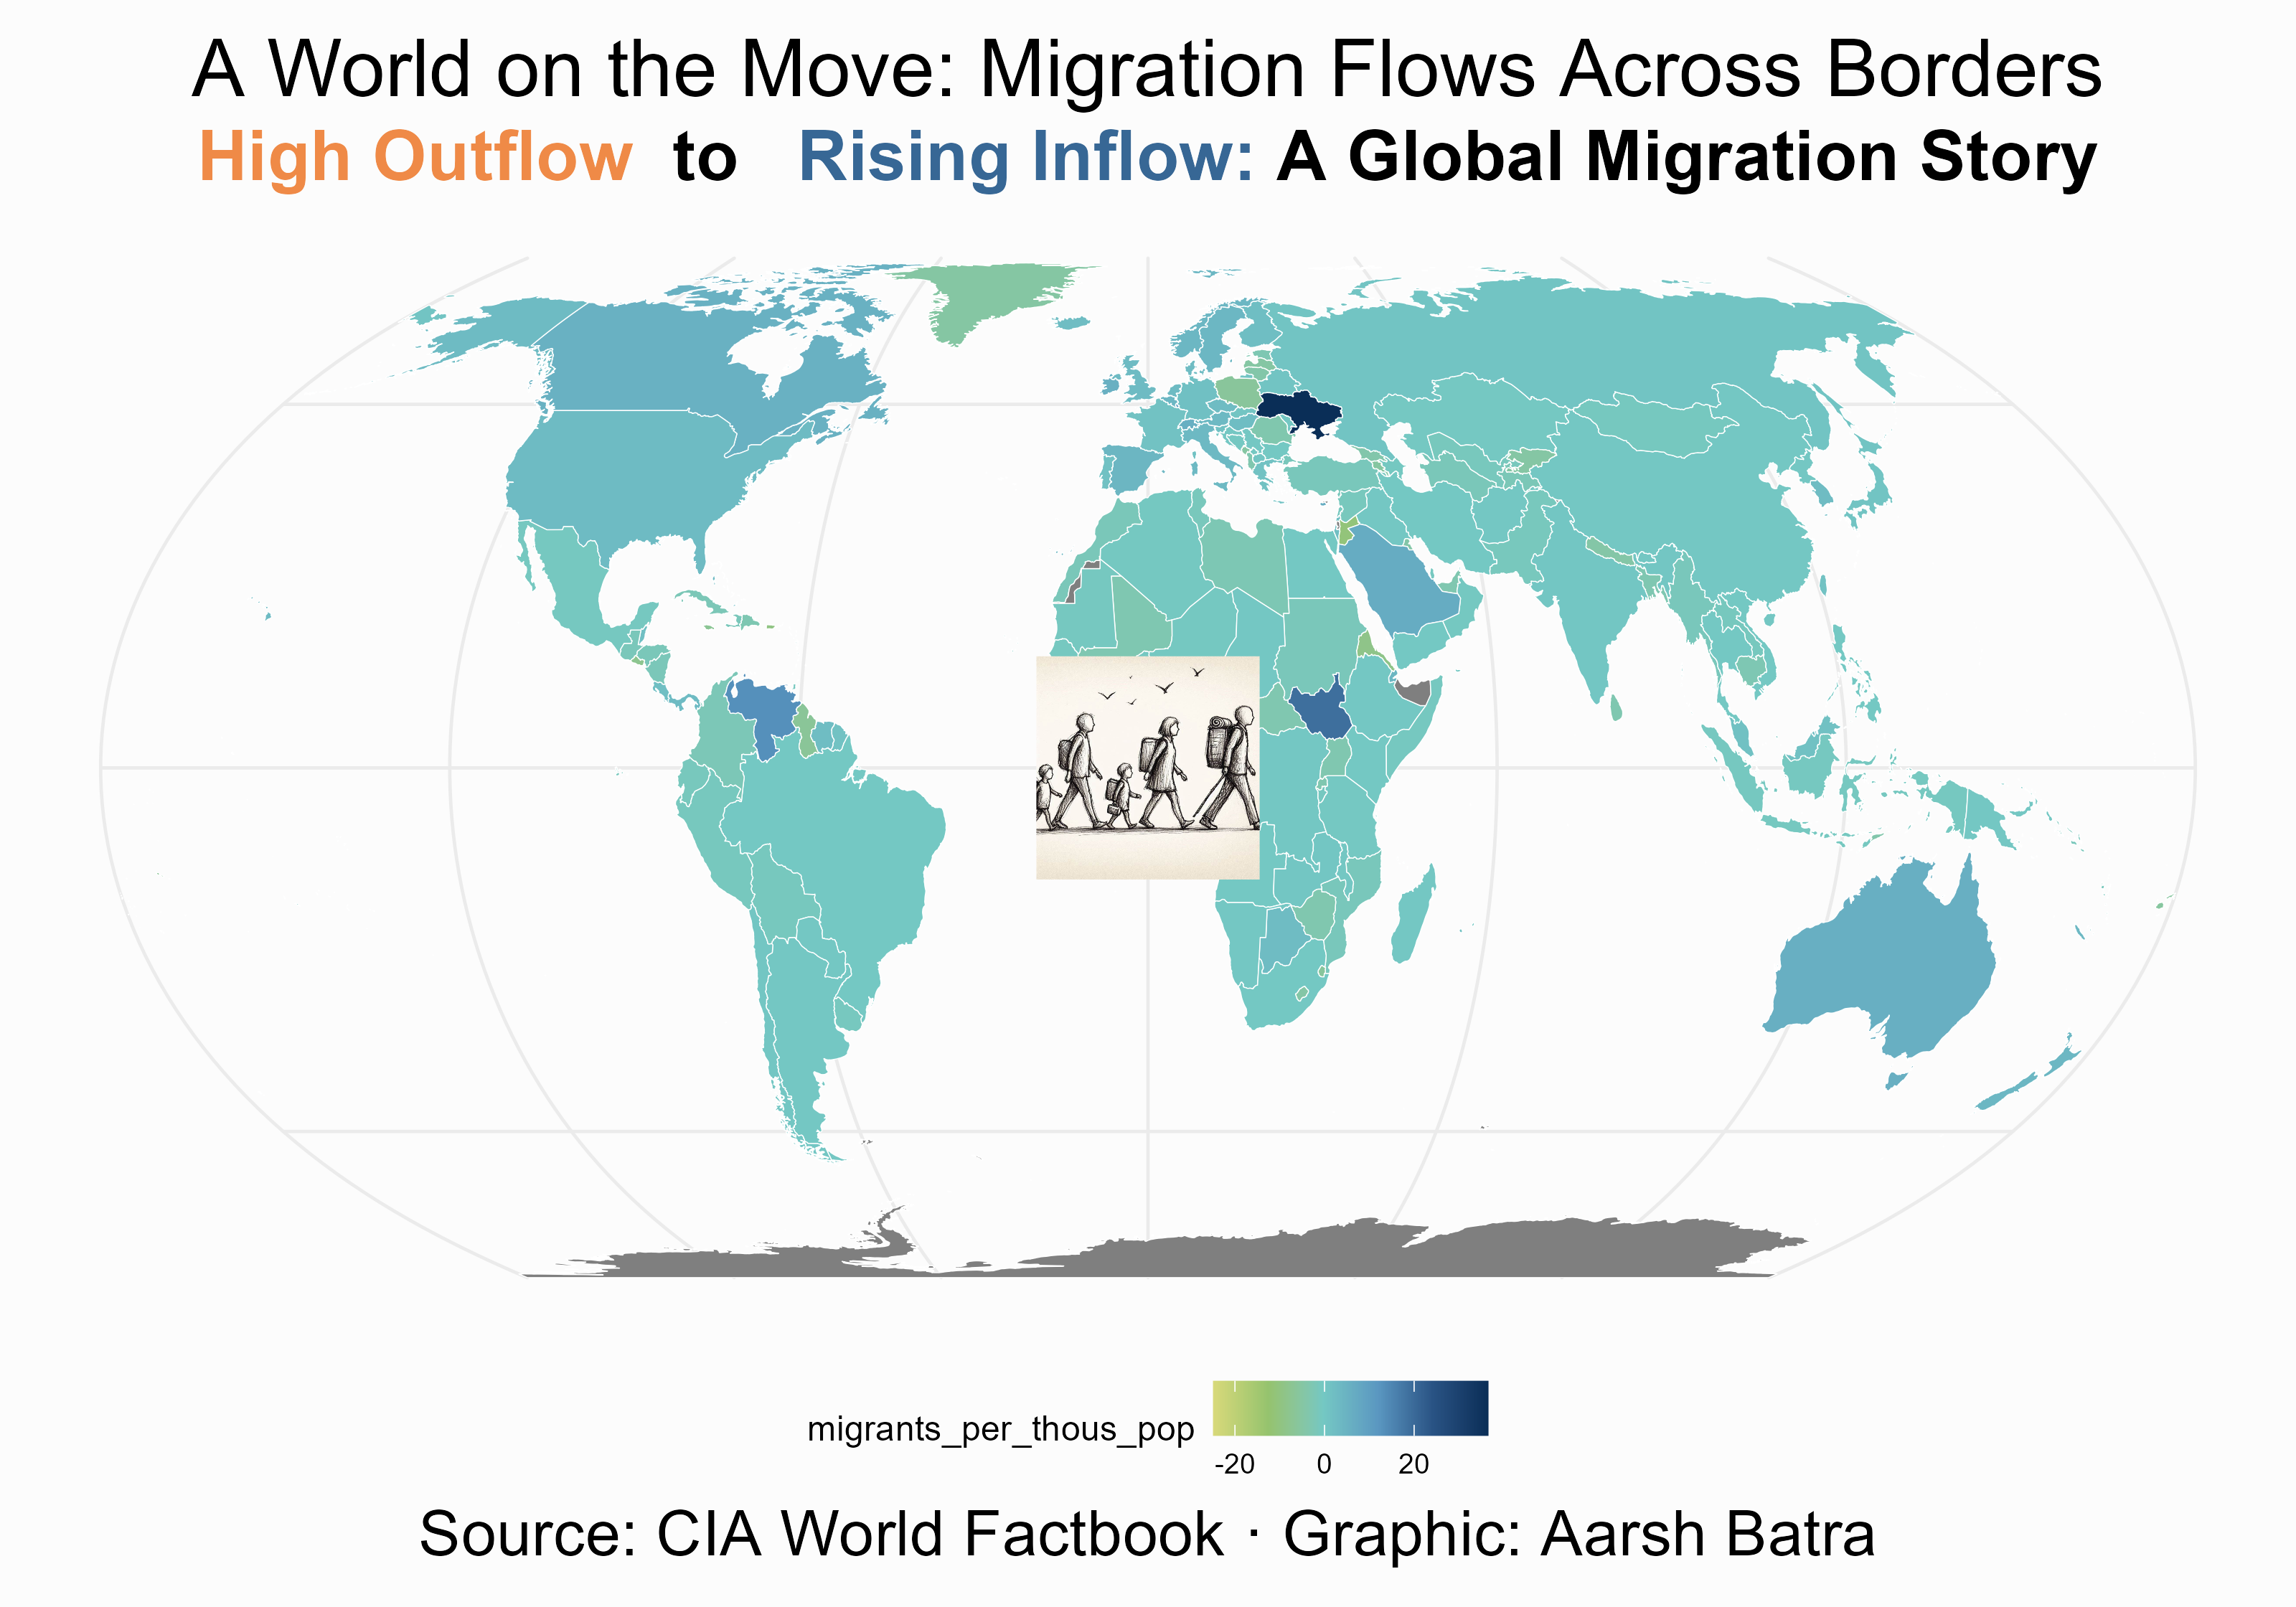 A World on the Move: Migration Flows Across Borders
High Outflow to Rising Inflow: A Global Migration Story
migrants_per_thous_pop
-20 0 20
Source: CIA World Factbook · Graphic: Aarsh Batra